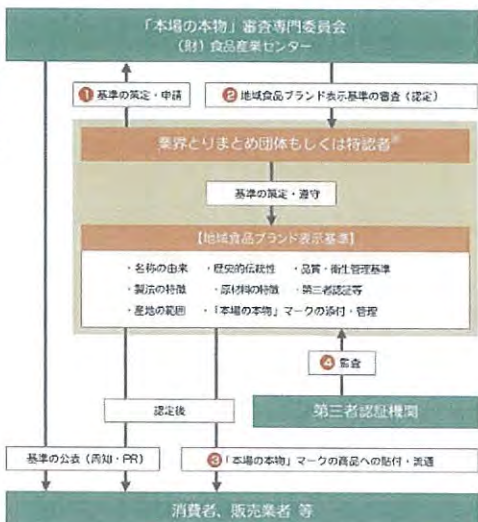 「本場の本物」審査専門委員会
(財)食品産業センター
❶ 基準の策定・申請
❷ 地域食品ブランド表示基準の審査(認定)
業界とりまとめ団体もしくは特認者※
基準の策定・遵守
【地域食品ブランド表示基準】
・名称の由来 ・歴史的伝統性 ・品質・衛生管理基準
・製法の特徴 ・原材料の特徴 ・第三者認証等
・産地の範囲 ・「本場の本物」マークの添付・管理
❹ 監査
第三者認証機関
認定後
基準の公表(周知・PR)
❸「本場の本物」マークの商品への貼付・流通
消費者、販売業者 等